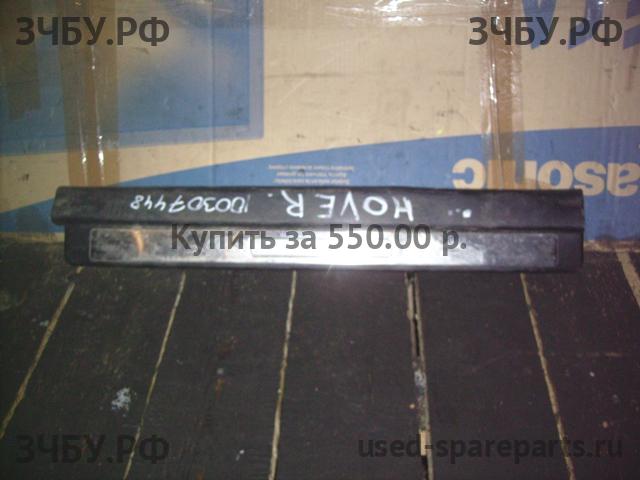 ЗЧБУ.РФ
ЗЧБУ.РФ
asonic
HOVER. 100307448
Купить за 550.00 р.
ЗЧБУ.РФ
used-spareparts.ru